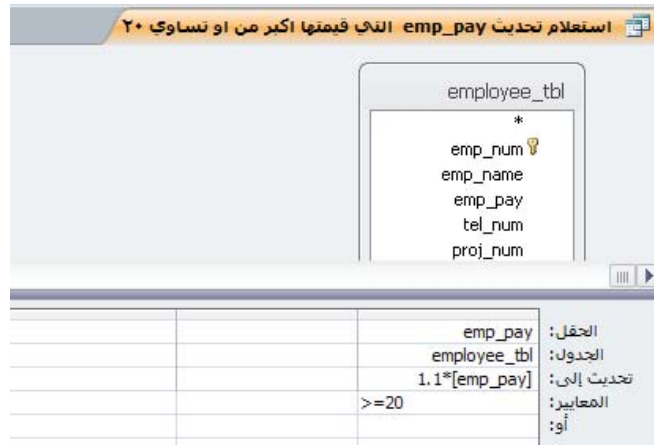 استعلام تحديث emp_pay التي قيمتها اكبر من او تساوي ٢٠
employee_tbl
*
emp_num
emp_name
emp_pay
tel_num
proj_num
الحقل: emp_pay
الجدول: employee_tbl
تحديث إلى: 1.1*[emp_pay]
المعايير: >=20
أو: